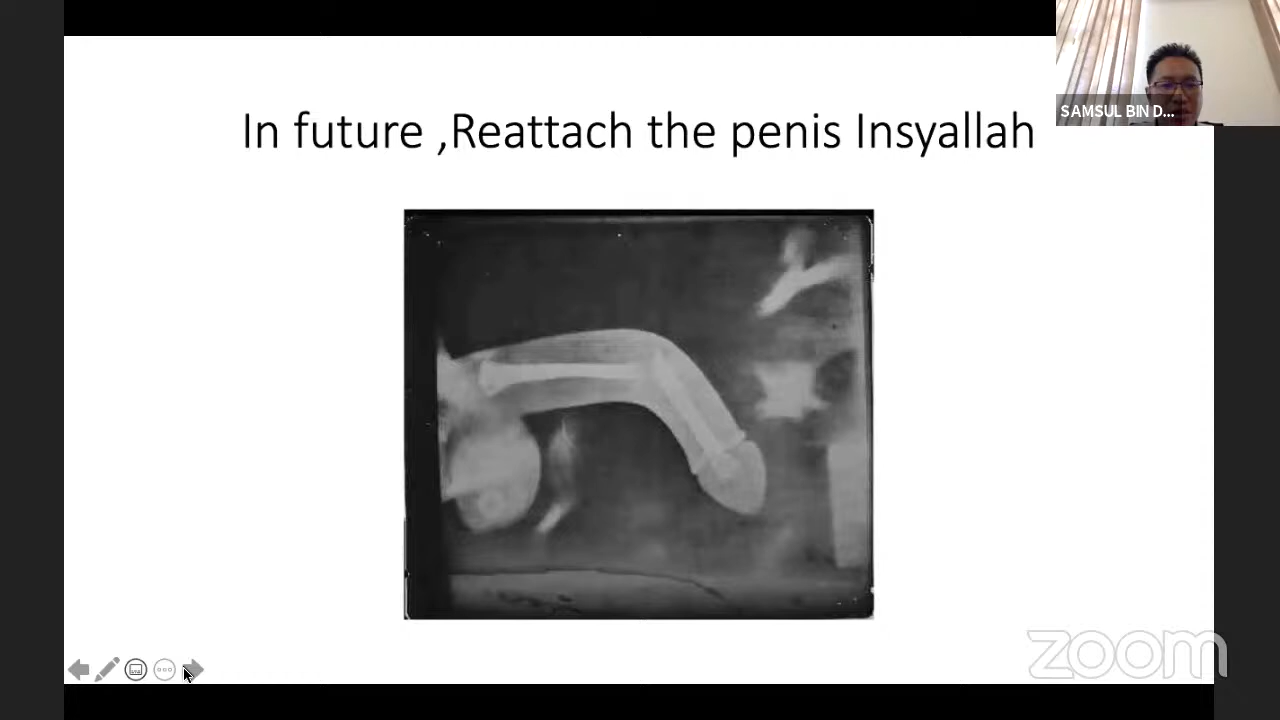 SAMSUL BIN D...
In future ,Reattach the penis Insyallah
zoom